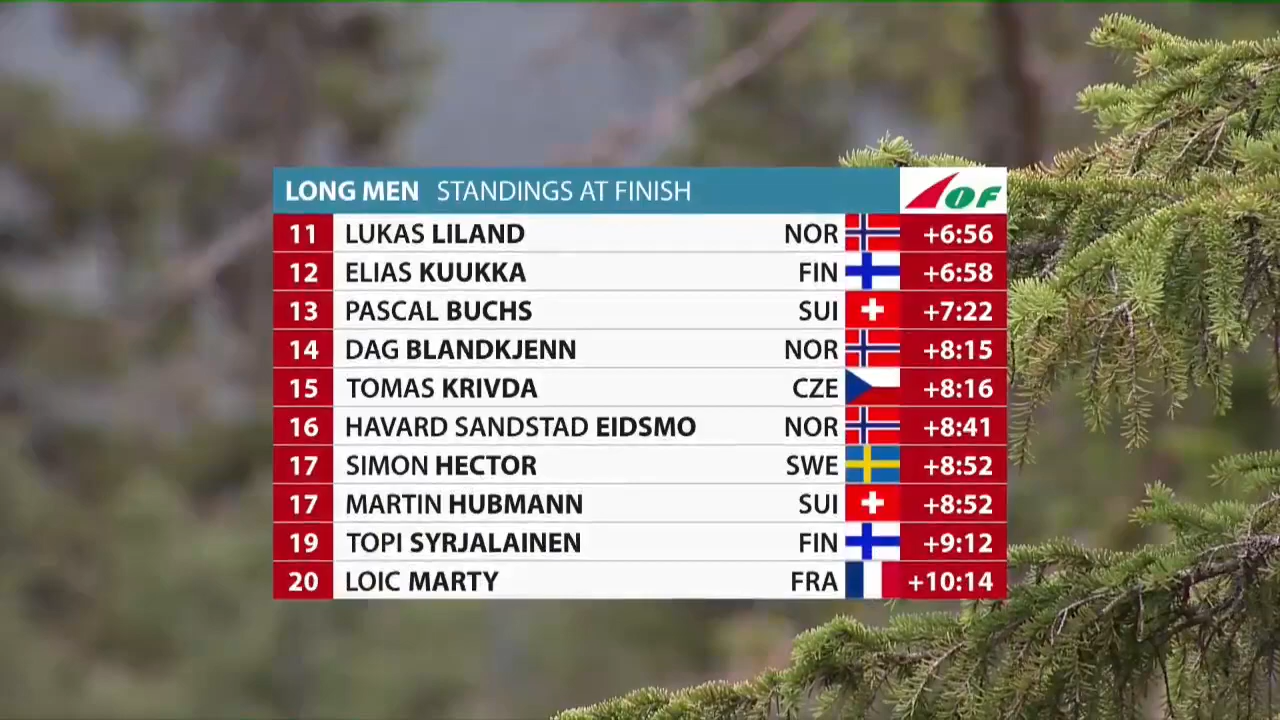 LONG MEN STANDINGS AT FINISH IOF
11 LUKAS LILAND NOR +6:56
12 ELIAS KUUKKA FIN +6:58
13 PASCAL BUCHS SUI +7:22
14 DAG BLANDKJENN NOR +8:15
15 TOMAS KRIVDA CZE +8:16
16 HAVARD SANDSTAD EIDSMO NOR +8:41
17 SIMON HECTOR SWE +8:52
17 MARTIN HUBMANN SUI +8:52
19 TOPI SYRJALAINEN FIN +9:12
20 LOIC MARTY FRA +10:14